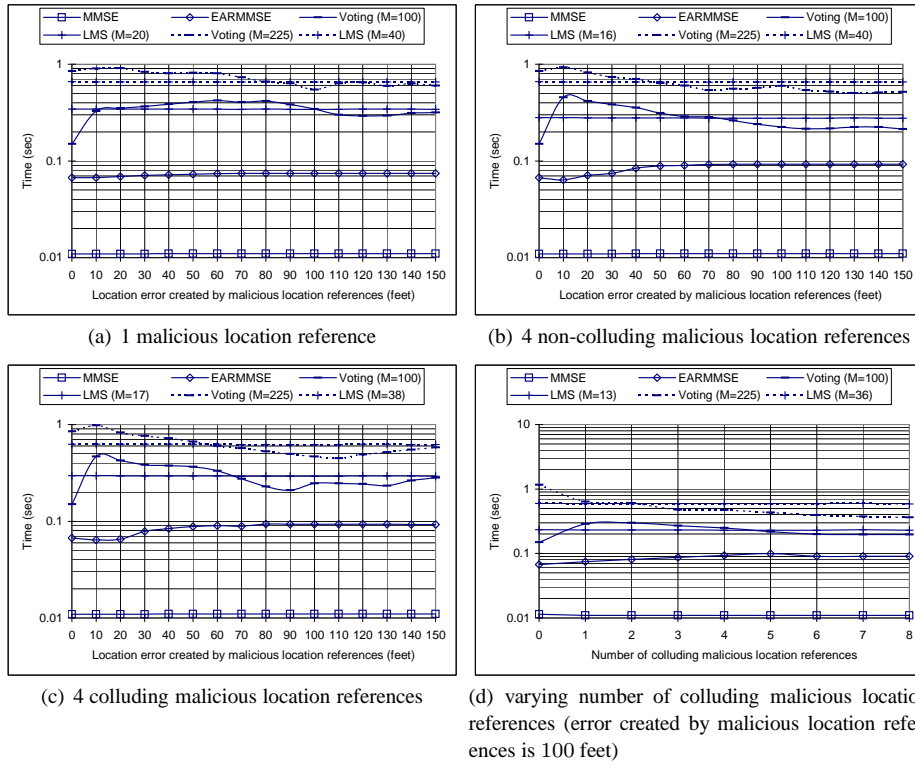 MMSE EARMMSE Voting (M=100)
LMS (M=20) Voting (M=225) LMS (M=40)
1
0.1
0.01
Time (sec)
0 10 20 30 40 50 60 70 80 90 100 110 120 130 140 150
Location error created by malicious location references (feet)
(a) 1 malicious location reference
MMSE EARMMSE Voting (M=100)
LMS (M=16) Voting (M=225) LMS (M=40)
1
0.1
0.01
Time (sec)
0 10 20 30 40 50 60 70 80 90 100 110 120 130 140 150
Location error created by malicious location references (feet)
(b) 4 non-colluding malicious location references
MMSE EARMMSE Voting (M=100)
LMS (M=17) Voting (M=225) LMS (M=38)
1
0.1
0.01
Time (sec)
0 10 20 30 40 50 60 70 80 90 100 110 120 130 140 150
Location error created by malicious location references (feet)
(c) 4 colluding malicious location references
MMSE EARMMSE Voting (M=100)
LMS (M=13) Voting (M=225) LMS (M=36)
10
1
0.1
0.01
Time (sec)
0 1 2 3 4 5 6 7 8
Number of colluding malicious location references
(d) varying number of colluding malicious locatio
references (error created by malicious location refe
ences is 100 feet)